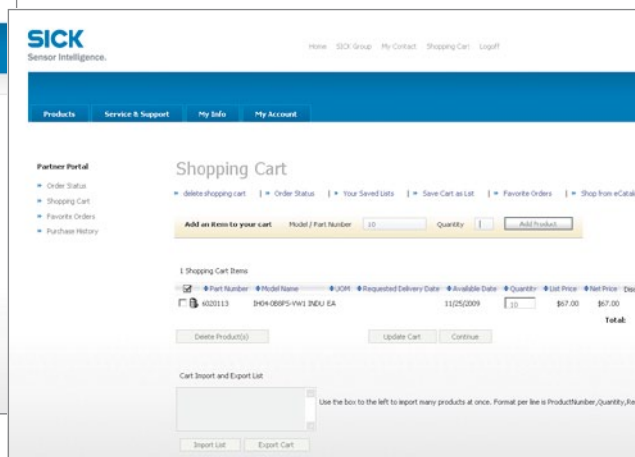 SICK
Sensor Intelligence.
Home SICK Group My Contact Shopping Cart Logoff
Products Service & Support My Info My Account
Partner Portal
Order Status
Shopping Cart
Favorite Orders
Purchase History
Shopping Cart
delete shopping cart | Order Status | Your Saved Lists | Save Cart as List | Favorite Orders | Shop from eCatal
Add an item to your cart Model / Part Number 10 Quantity Add Product
1 Shopping Cart Items
Part Number Model Name UOM Requested Delivery Date Available Date Quantity List Price Net Price Disc
6020113 IH04-0B8PS-VW1 INDU EA 11/25/2009 10 $67.00 $67.00
Total:
Delete Product(s) Update Cart Continue
Cart Import and Export List
Use the box to the left to import many products at once. Format per line is ProductNumber,Quantity,Re
Import List Export Cart